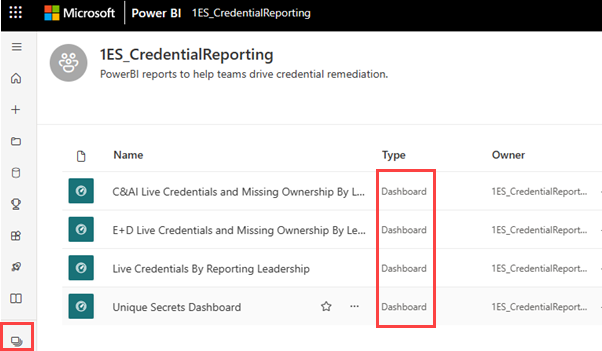 Microsoft Power BI 1ES_CredentialReporting
1ES_CredentialReporting
PowerBI reports to help teams drive credential remediation.
Name Type Owner
C&AI Live Credentials and Missing Ownership By L... Dashboard 1ES_CredentialReport...
E+D Live Credentials and Missing Ownership By Le... Dashboard 1ES_CredentialReport...
Live Credentials By Reporting Leadership Dashboard 1ES_CredentialReport...
Unique Secrets Dashboard Dashboard 1ES_CredentialReport...